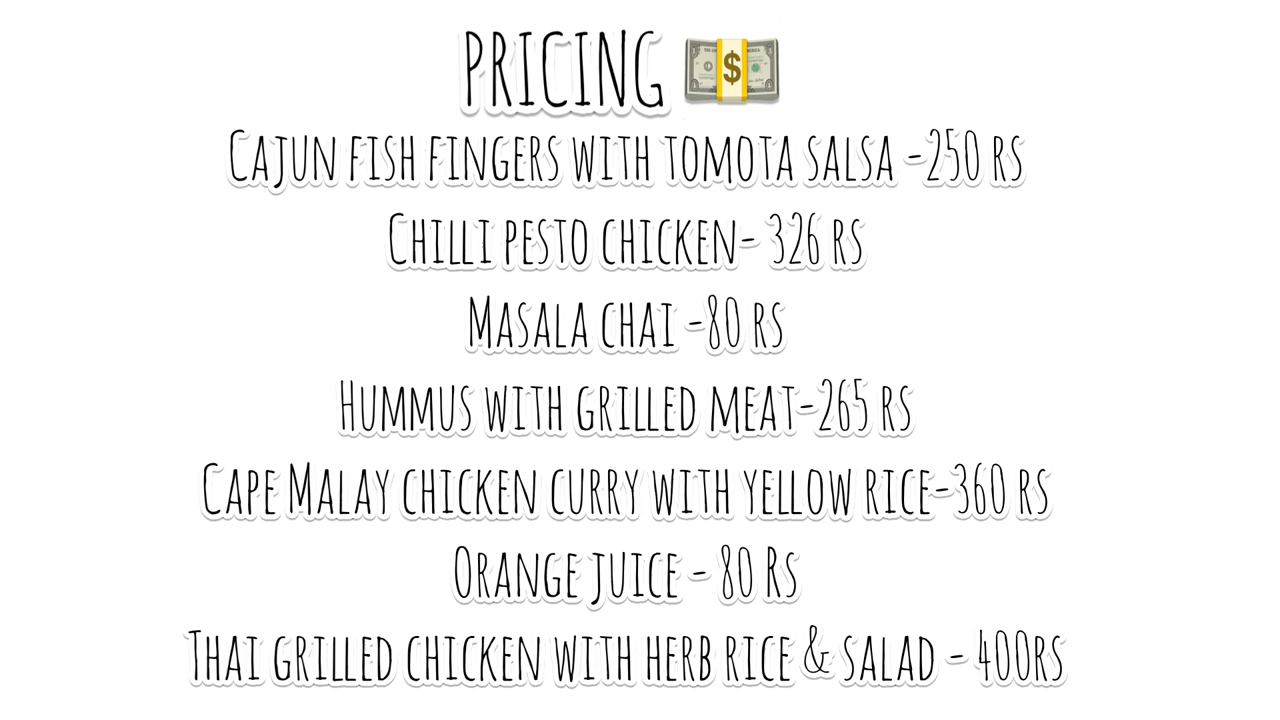 PRICING 💵
Cajun fish fingers with tomota salsa -250 rs
Chilli pesto chicken- 326 rs
Masala chai -80 rs
Hummus with grilled meat-265 rs
Cape Malay chicken curry with yellow rice-360 rs
Orange juice - 80 Rs
Thai grilled chicken with herb rice & salad - 400rs